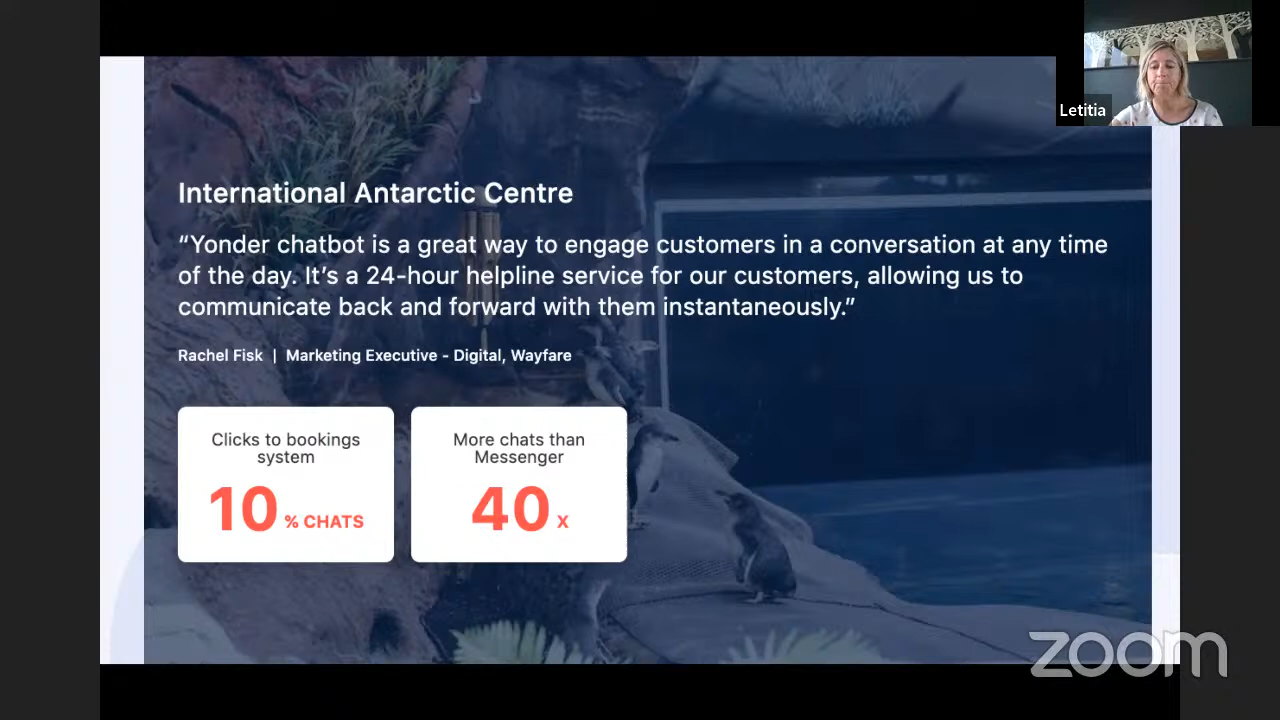 Letitia
International Antarctic Centre
“Yonder chatbot is a great way to engage customers in a conversation at any time
of the day. It’s a 24-hour helpline service for our customers, allowing us to
communicate back and forward with them instantaneously.”
Rachel Fisk | Marketing Executive - Digital, Wayfare
Clicks to bookings
system
10 % CHATS
More chats than
Messenger
40 X
zoom